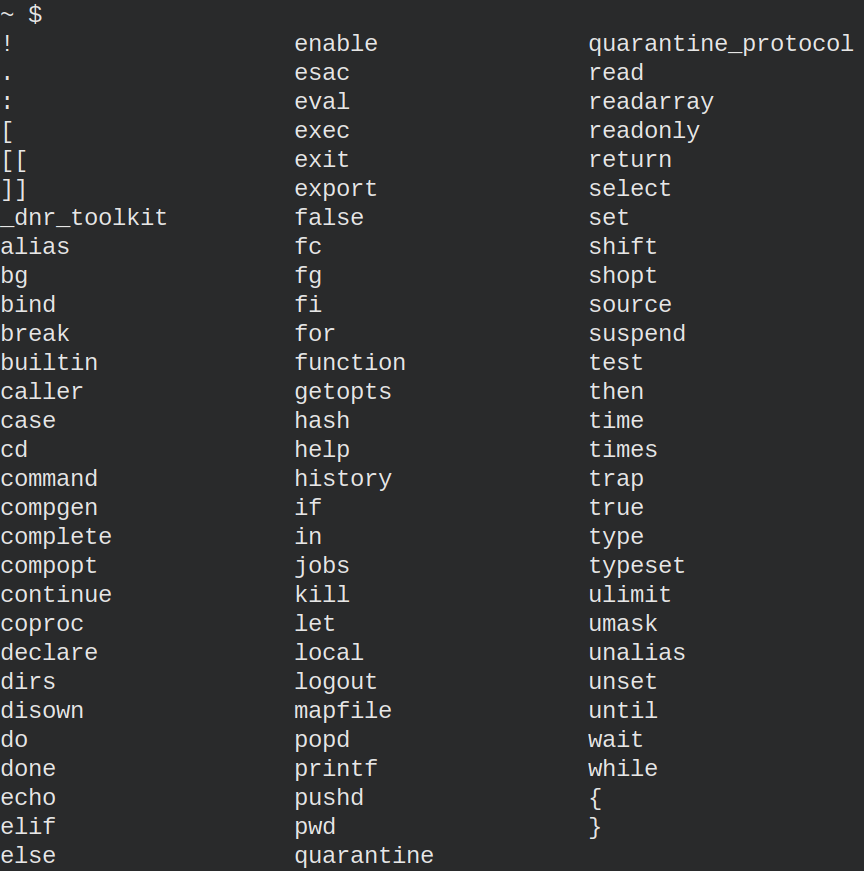 ~ $
! enable quarantine_protocol
. esac read
: eval readarray
[ exec readonly
[[ exit return
]] export select
_dnr_toolkit false set
alias fc shift
bg fg shopt
bind fi source
break for suspend
builtin function test
caller getopts then
case hash time
cd help times
command history trap
compgen if true
complete in type
compopt jobs typeset
continue kill ulimit
coproc let umask
declare local unalias
dirs logout unset
disown mapfile until
do popd wait
done printf while
echo pushd {
elif pwd }
else quarantine